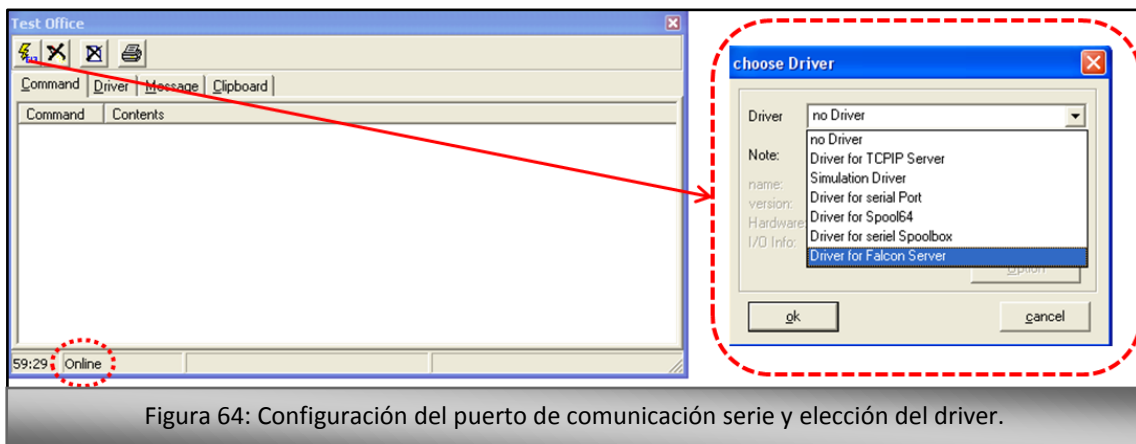 Test Office
Command Driver Message Clipboard
Command Contents
59:29 Online
choose Driver
Driver no Driver
no Driver
Note: Driver for TCPIP Server
Simulation Driver
name:
Driver for serial Port
version:
Driver for Spool64
Hardware:
Driver for seriel Spoolbox
I/O Info:
Driver for Falcon Server
Option
ok cancel
Figura 64: Configuración del puerto de comunicación serie y elección del driver.